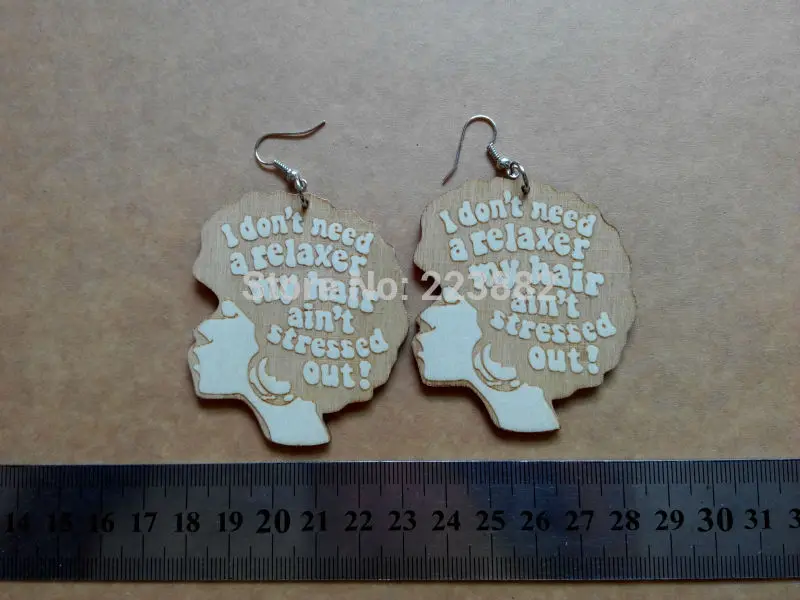 I don't need
a relaxer
my hair
ain't
stressed
out!
I don't need
a relaxer
my hair
ain't
stressed
out!
Store No: 223882
14 15 16 17 18 19 20 21 22 23 24 25 26 27 28 29 30 31